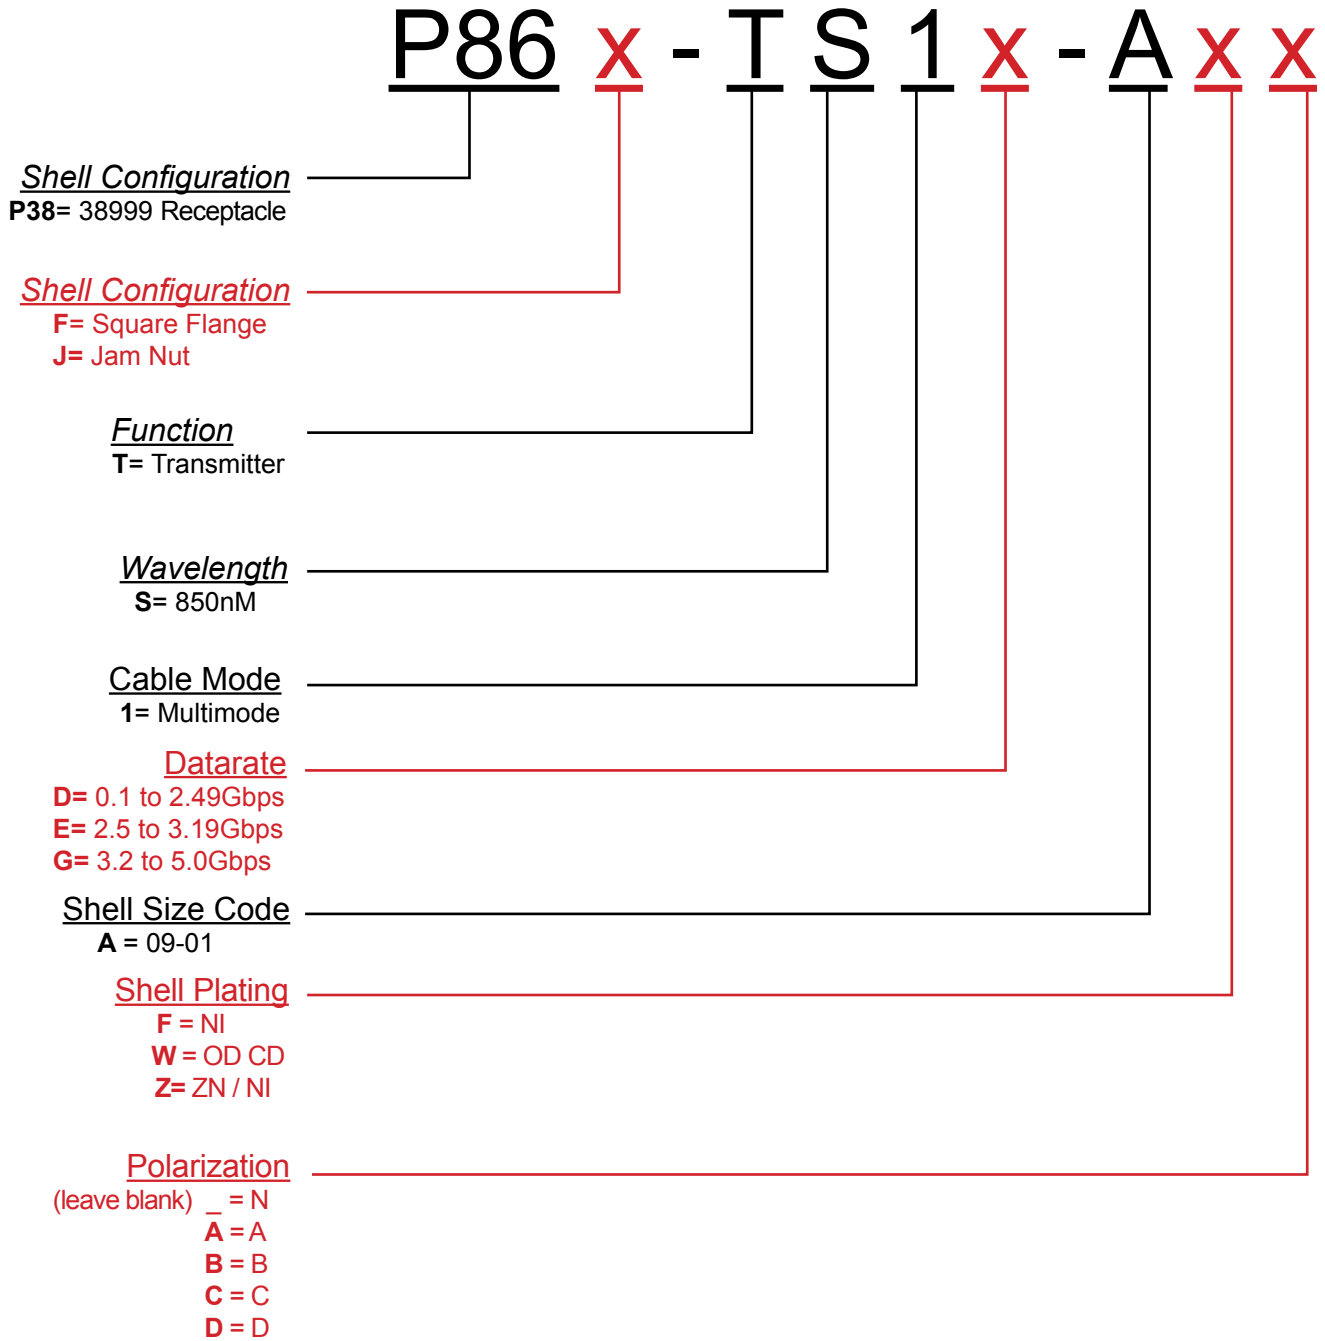 P86 x - T S 1 x - A x x
Shell Configuration
P38= 38999 Receptacle
Shell Configuration
F= Square Flange
J= Jam Nut
Function
T= Transmitter
Wavelength
S= 850nM
Cable Mode
1= Multimode
Datarate
D= 0.1 to 2.49Gbps
E= 2.5 to 3.19Gbps
G= 3.2 to 5.0Gbps
Shell Size Code
A = 09-01
Shell Plating
F = NI
W = OD CD
Z= ZN / NI
Polarization
(leave blank) _ = N
A = A
B = B
C = C
D = D